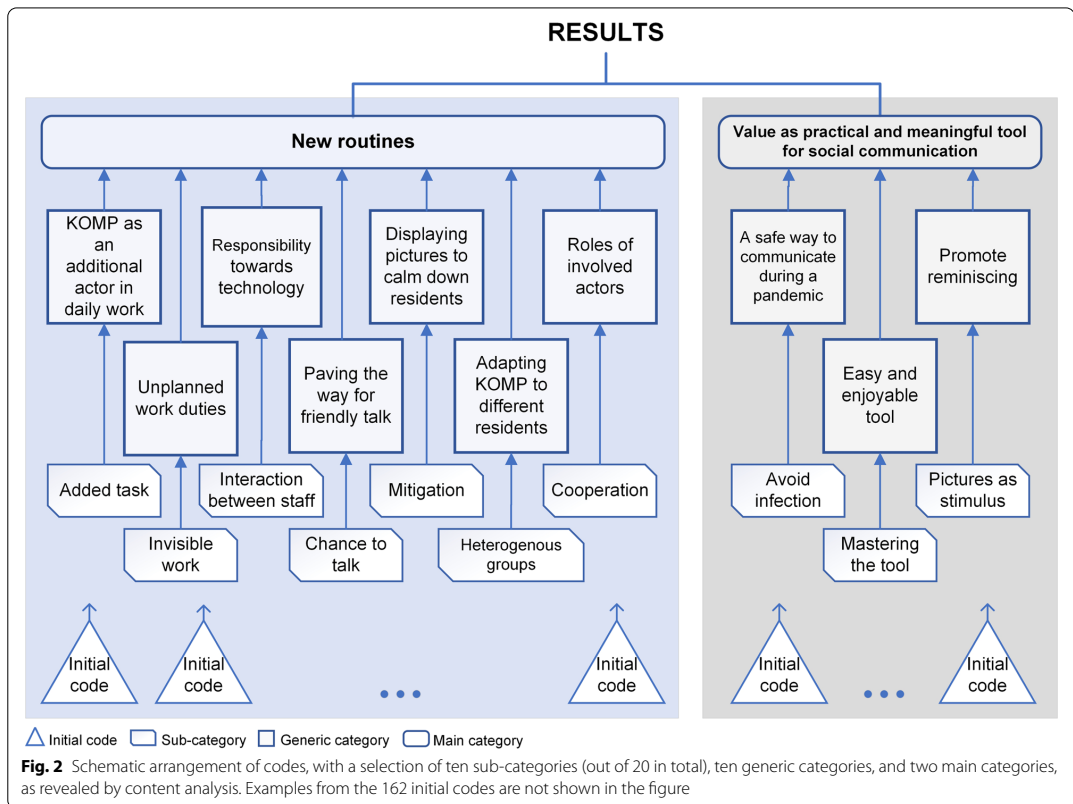 RESULTS
New routines
Value as practical and meaningful tool
for social communication
KOMP as
an
additional
actor in
daily work
Responsibility
towards
technology
Displaying
pictures to
calm down
residents
Roles of
involved
actors
A safe way to
communicate
during a
pandemic
Promote
reminiscing
Unplanned
work duties
Paving the
way for
friendly talk
Adapting
KOMP to
different
residents
Easy and
enjoyable
tool
Added task
Interaction
between staff
Mitigation
Cooperation
Avoid
infection
Pictures as
stimulus
Invisible
work
Chance to
talk
Heterogenous
groups
Mastering
the tool
Initial
code
Initial
code
...
Initial
code
Initial
code
...
Initial
code
Initial code
Sub-category
Generic category
Main category
Fig. 2 Schematic arrangement of codes, with a selection of ten sub-categories (out of 20 in total), ten generic categories, and two main categories,
as revealed by content analysis. Examples from the 162 initial codes are not shown in the figure